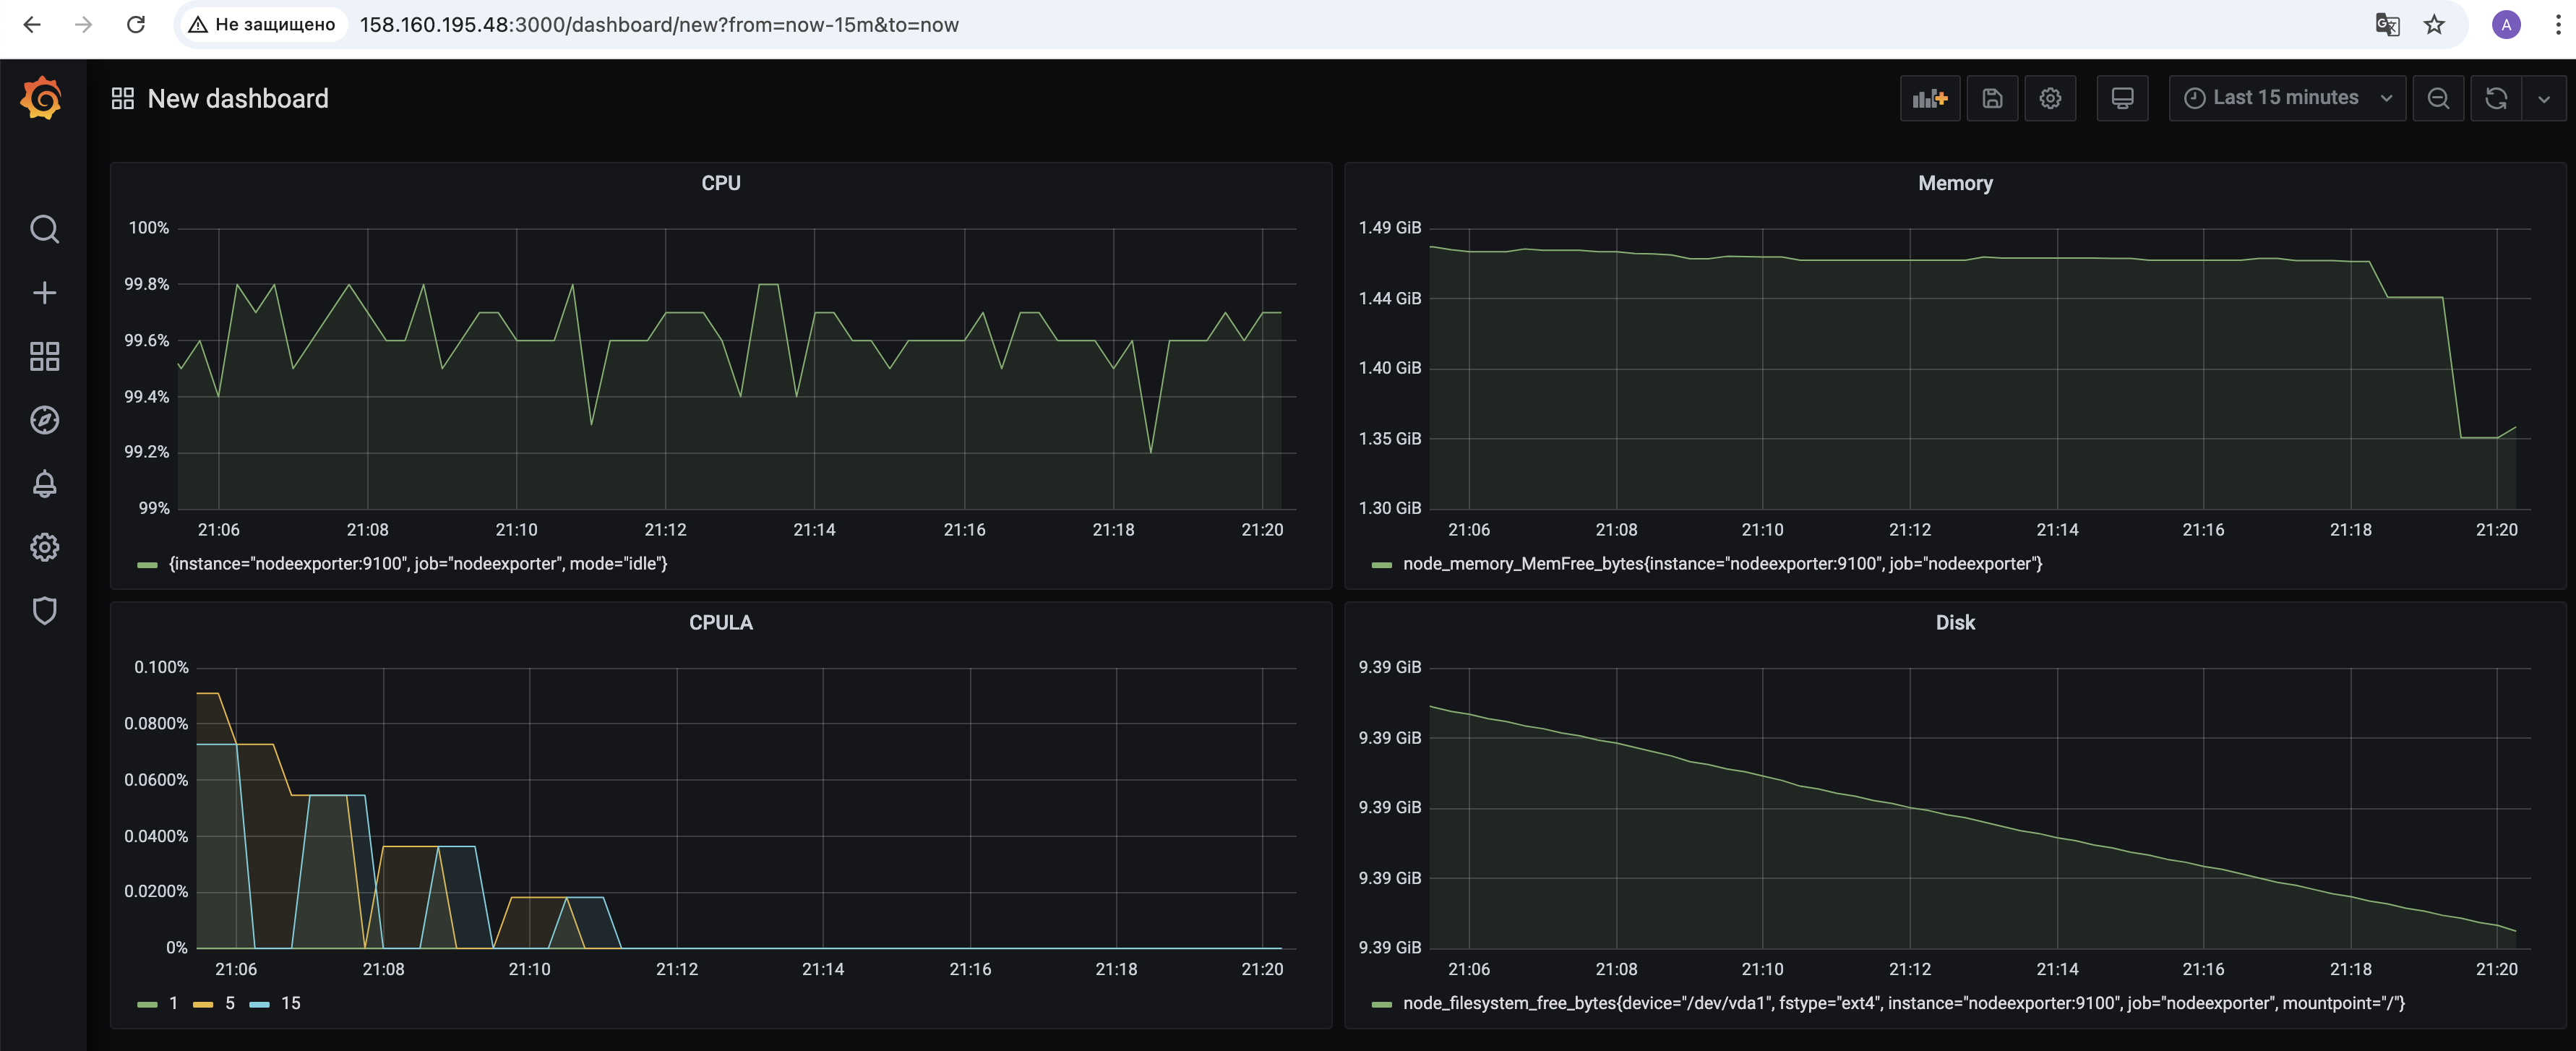 Не защищено 158.160.195.48:3000/dashboard/new?from=now-15m&to=now A
New dashboard Last 15 minutes
CPU
100%
99.8%
99.6%
99.4%
99.2%
99%
21:06 21:08 21:10 21:12 21:14 21:16 21:18 21:20
{instance="nodeexporter:9100", job="nodeexporter", mode="idle"}
Memory
1.49 GiB
1.44 GiB
1.40 GiB
1.35 GiB
1.30 GiB
21:06 21:08 21:10 21:12 21:14 21:16 21:18 21:20
node_memory_MemFree_bytes{instance="nodeexporter:9100", job="nodeexporter"}
CPULA
0.100%
0.0800%
0.0600%
0.0400%
0.0200%
0%
21:06 21:08 21:10 21:12 21:14 21:16 21:18 21:20
1 5 15
Disk
9.39 GiB
9.39 GiB
9.39 GiB
9.39 GiB
9.39 GiB
21:06 21:08 21:10 21:12 21:14 21:16 21:18 21:20
node_filesystem_free_bytes{device="/dev/vda1", fstype="ext4", instance="nodeexporter:9100", job="nodeexporter", mountpoint="/"}